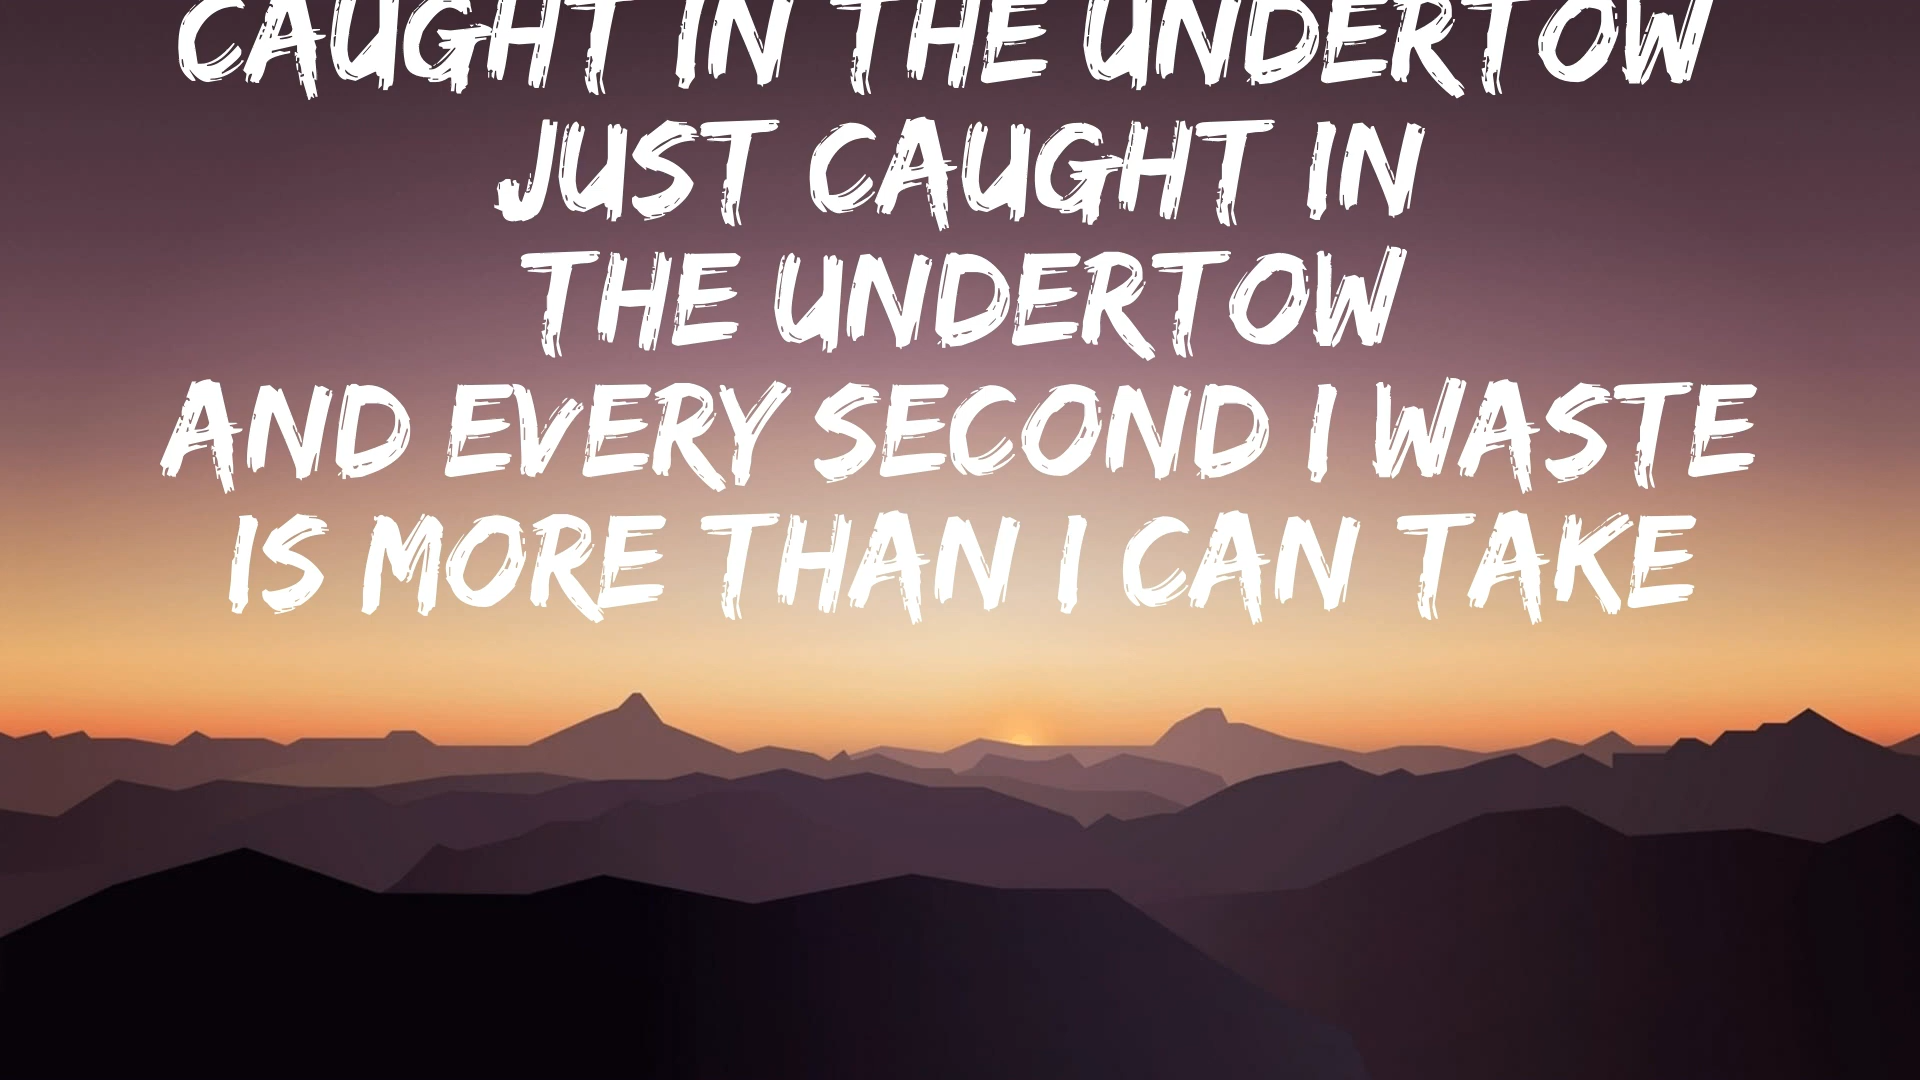 CAUGHT IN THE UNDERTOW
JUST CAUGHT IN
THE UNDERTOW
AND EVERY SECOND I WASTE
IS MORE THAN I CAN TAKE